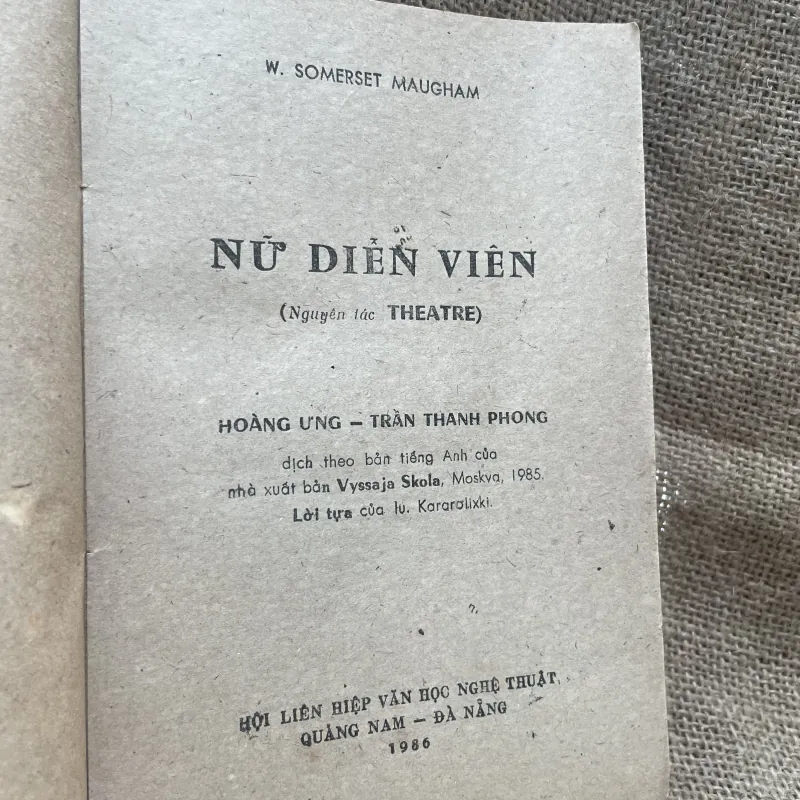 W. SOMERSET MAUGHAM
NỮ DIỄN VIÊN
(Nguyên tác THEATRE)
HOÀNG ƯNG – TRẦN THANH PHONG
dịch theo bản tiếng Anh của
nhà xuất bản Vyssaja Skola, Moskva, 1985.
Lời tựa của Iu. Kararolixki.
HỘI LIÊN HIỆP VĂN HỌC NGHỆ THUẬT
QUẢNG NAM – ĐÀ NẴNG
1986